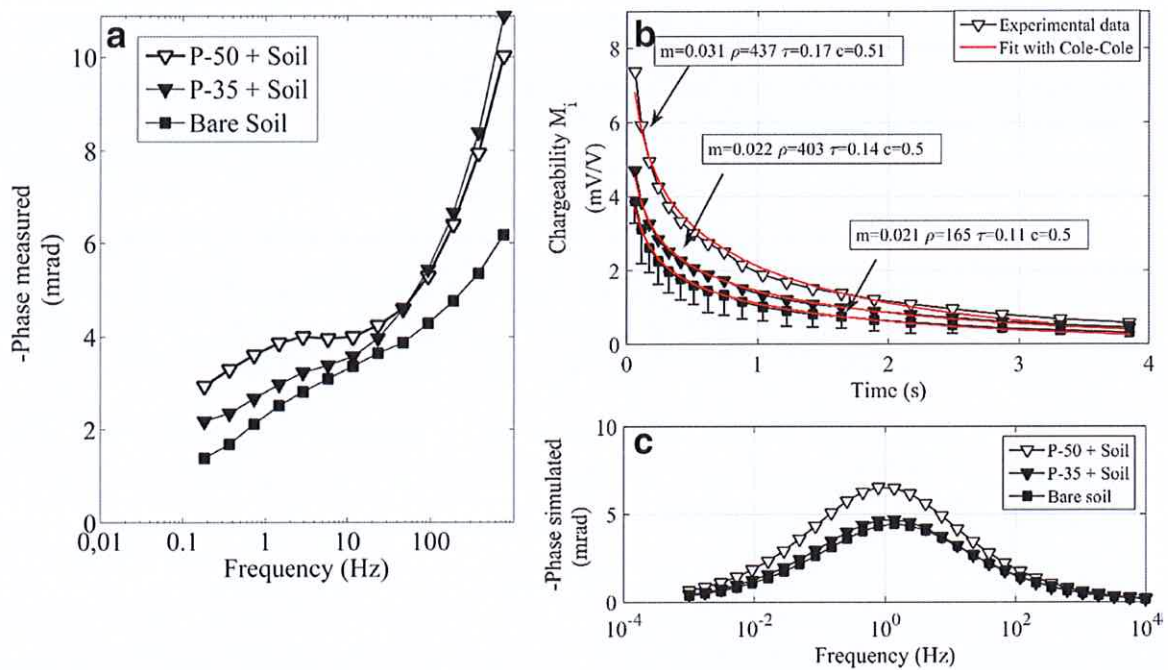 a
10
8
6
4
2
0
-Phase measured
(mrad)
P-50 + Soil
P-35 + Soil
Bare Soil
0,01
0.1
1
10
100
Frequency (Hz)
b
8
6
4
2
0
Chargeability M_i
(mV/V)
Experimental data
Fit with Cole-Cole
m=0.031 ρ=437 τ=0.17 c=0.51
m=0.022 ρ=403 τ=0.14 c=0.5
m=0.021 ρ=165 τ=0.11 c=0.5
0
1
2
3
4
Time (s)
c
10
5
0
-Phase simulated
(mrad)
P-50 + Soil
P-35 + Soil
Bare soil
10^-4
10^-2
10^0
10^2
10^4
Frequency (Hz)